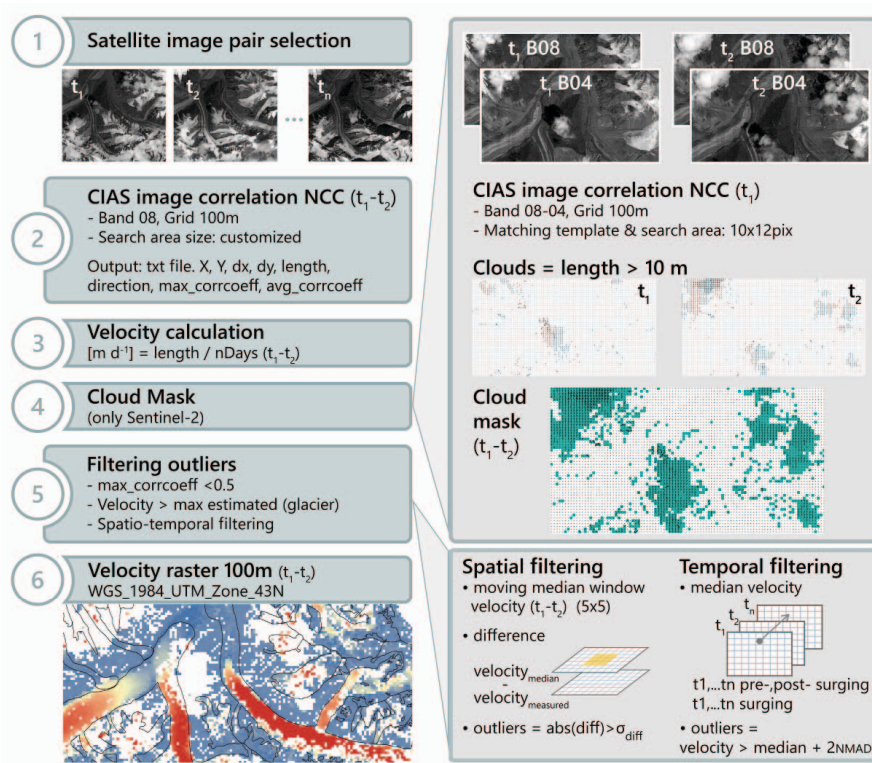 1
Satellite image pair selection
t1
t2
...
tn
2
CIAS image correlation NCC (t1-t2)
- Band 08, Grid 100m
- Search area size: customized
Output: txt file. X, Y, dx, dy, length,
direction, max_corrcoeff, avg_corrcoeff
3
Velocity calculation
[m d-1] = length / nDays (t1-t2)
4
Cloud Mask
(only Sentinel-2)
5
Filtering outliers
- max_corrcoeff <0.5
- Velocity > max estimated (glacier)
- Spatio-temporal filtering
6
Velocity raster 100m (t1-t2)
WGS_1984_UTM_Zone_43N
t1 B08
t1 B04
t2 B08
t2 B04
CIAS image correlation NCC (t1)
- Band 08-04, Grid 100m
- Matching template & search area: 10x12pix
Clouds = length > 10 m
t1
t2
Cloud
mask
(t1-t2)
Spatial filtering
• moving median window
velocity (t1-t2) (5x5)
• difference
velocitymedian
-
velocitymeasured
• outliers = abs(diff)>σdiff
Temporal filtering
• median velocity
tn
t2
t1
t1,...tn pre-,post- surging
t1,...tn surging
• outliers =
velocity > median + 2NMAD